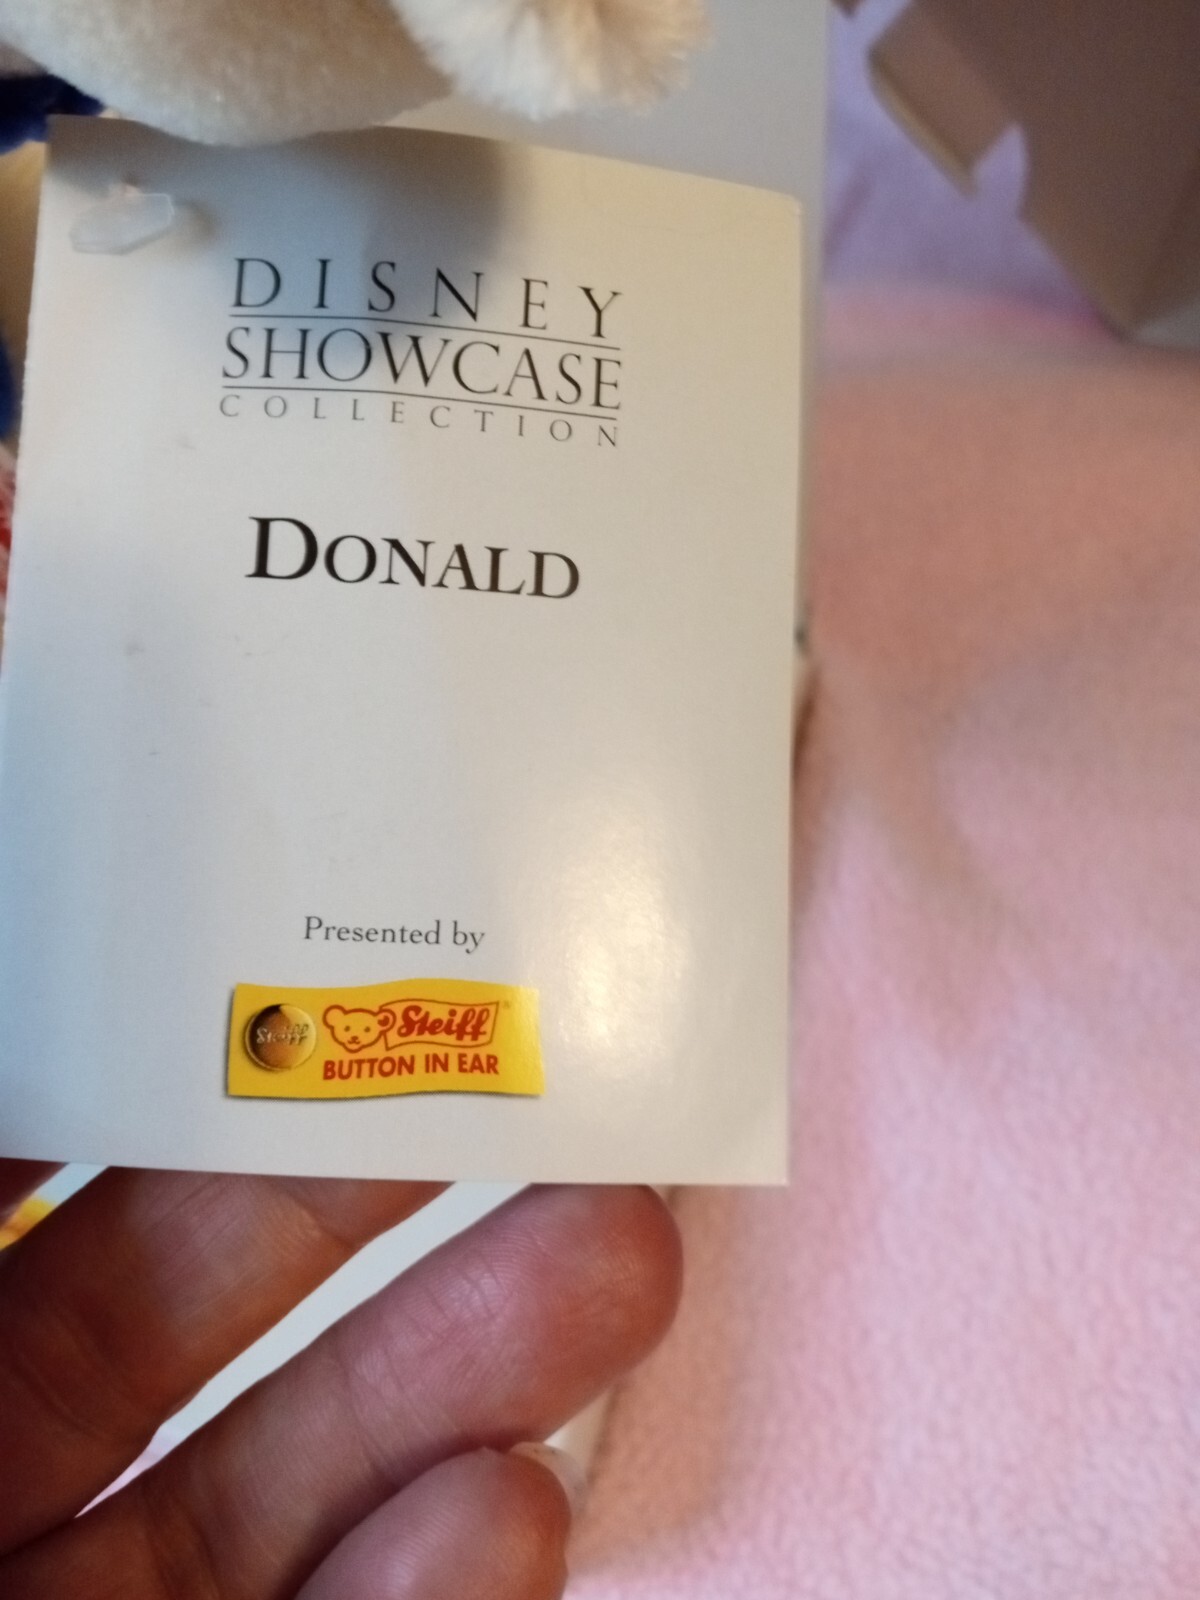 DISNEY
SHOWCASE
COLLECTION
DONALD
Presented by
Steiff Steiff®
BUTTON IN EAR